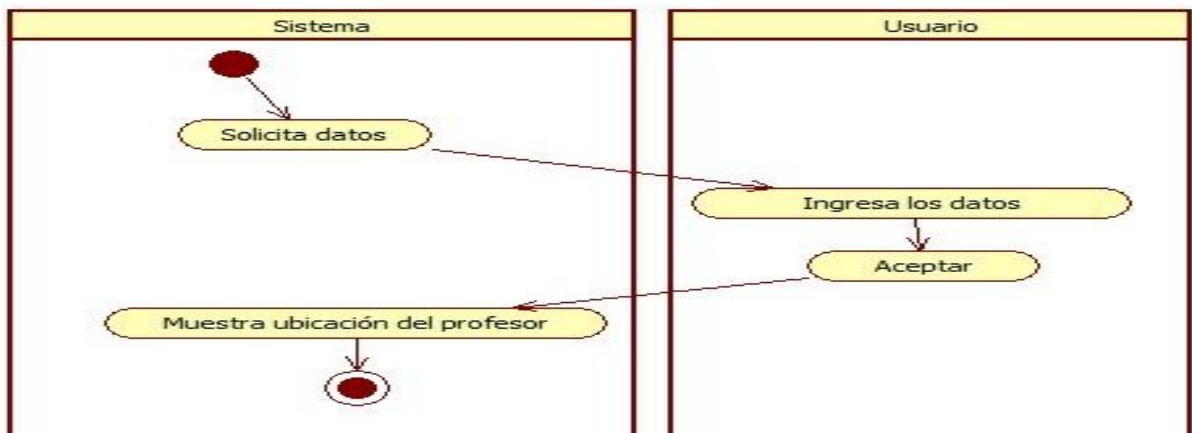 Sistema
Usuario
Solicita datos
Ingresa los datos
Aceptar
Muestra ubicación del profesor